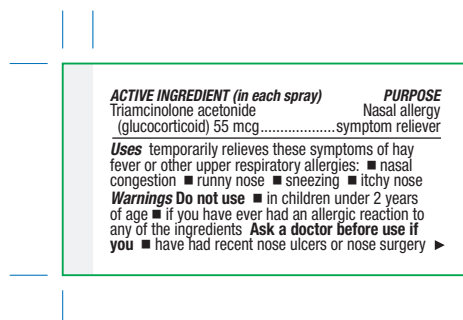 ACTIVE INGREDIENT (in each spray) PURPOSE
Triamcinolone acetonide Nasal allergy
(glucocorticoid) 55 mcg...................symptom reliever
Uses temporarily relieves these symptoms of hay
fever or other upper respiratory allergies: ■ nasal
congestion ■ runny nose ■ sneezing ■ itchy nose
Warnings Do not use ■ in children under 2 years
of age ■ if you have ever had an allergic reaction to
any of the ingredients Ask a doctor before use if
you ■ have had recent nose ulcers or nose surgery ►